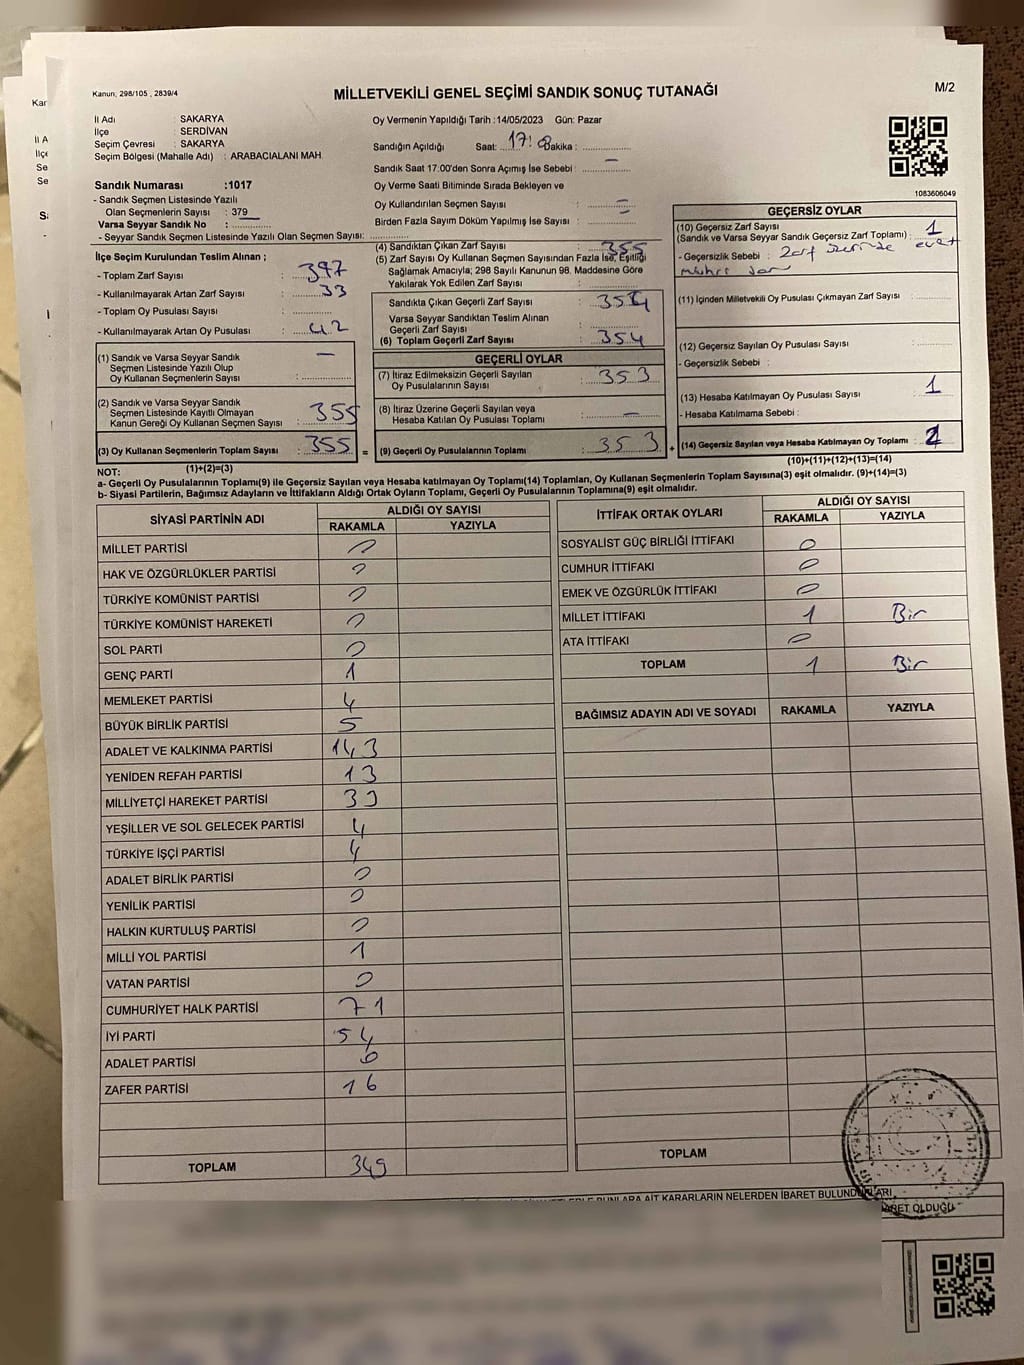 Kanun; 298/105 , 2839/4
MİLLETVEKİLİ GENEL SEÇİMİ SANDIK SONUÇ TUTANAĞI
M/2
İl Adı : SAKARYA
İlçe : SERDİVAN
Seçim Çevresi : SAKARYA
Seçim Bölgesi (Mahalle Adı) : ARABACIALANI MAH.
Sandık Numarası :1017
- Sandık Seçmen Listesinde Yazılı
Olan Seçmenlerin Sayısı : 379
Varsa Seyyar Sandık No :
- Seyyar Sandık Seçmen Listesinde Yazılı Olan Seçmen Sayısı:
İlçe Seçim Kurulundan Teslim Alınan ;
- Toplam Zarf Sayısı : 397
- Kullanılmayarak Artan Zarf Sayısı : 33
- Toplam Oy Pusulası Sayısı :
- Kullanılmayarak Artan Oy Pusulası : 42
(1) Sandık ve Varsa Seyyar Sandık
Seçmen Listesinde Yazılı Olup
Oy Kullanan Seçmenlerin Sayısı : —
(2) Sandık ve Varsa Seyyar Sandık
Seçmen Listesinde Kayıtlı Olmayan
Kanun Gereği Oy Kullanan Seçmen Sayısı : 355
(3) Oy Kullanan Seçmenlerin Toplam Sayısı : 355 =
Oy Vermenin Yapıldığı Tarih :14/05/2023 Gün: Pazar
Sandığın Açıldığı Saat: 17: Dakika :
Sandık Saat 17:00'den Sonra Açımış İse Sebebi : —
Oy Verme Saati Bitiminde Sırada Bekleyen ve
Oy Kullandırılan Seçmen Sayısı : —
Birden Fazla Sayım Döküm Yapılmış İse Sayısı : —
(4) Sandıktan Çıkan Zarf Sayısı : 355
(5) Zarf Sayısı Oy Kullanan Seçmen Sayısından Fazla İse, Eşitliği
Sağlamak Amacıyla; 298 Sayılı Kanunun 98. Maddesine Göre
Yakılarak Yok Edilen Zarf Sayısı :
Sandıkta Çıkan Geçerli Zarf Sayısı : 354
Varsa Seyyar Sandıktan Teslim Alınan
Geçerli Zarf Sayısı :
(6) Toplam Geçerli Zarf Sayısı : 354
GEÇERLİ OYLAR
(7) İtiraz Edilmeksizin Geçerli Sayılan
Oy Pusulalarının Sayısı : 353
(8) İtiraz Üzerine Geçerli Sayılan veya
Hesaba Katılan Oy Pusulası Toplamı : —
(9) Geçerli Oy Pusulalarının Toplamı : 353 +
1083606049
GEÇERSİZ OYLAR
(10) Geçersiz Zarf Sayısı
(Sandık ve Varsa Seyyar Sandık Geçersiz Zarf Toplamı) : 1
- Geçersizlik Sebebi : Zarf üzerinde evet
(11) İçinden Milletvekili Oy Pusulası Çıkmayan Zarf Sayısı :
(12) Geçersiz Sayılan Oy Pusulası Sayısı :
- Geçersizlik Sebebi :
(13) Hesaba Katılmayan Oy Pusulası Sayısı : 1
- Hesaba Katılmama Sebebi :
(14) Geçersiz Sayılan veya Hesaba Katılmayan Oy Toplamı : 2
NOT: (1)+(2)=(3)
(10)+(11)+(12)+(13)=(14)
a- Geçerli Oy Pusulalarının Toplamı(9) ile Geçersiz Sayılan veya Hesaba katılmayan Oy Toplamı(14) Toplamları, Oy Kullanan Seçmenlerin Toplam Sayısına(3) eşit olmalıdır. (9)+(14)=(3)
b- Siyasi Partilerin, Bağımsız Adayların ve İttifakların Aldığı Ortak Oyların Toplamı, Geçerli Oy Pusulalarının Toplamına(9) eşit olmalıdır.
SİYASİ PARTİNİN ADI ALDIĞI OY SAYISI
RAKAMLA YAZIYLA
MİLLET PARTİSİ 0
HAK VE ÖZGÜRLÜKLER PARTİSİ 0
TÜRKİYE KOMÜNİST PARTİSİ 0
TÜRKİYE KOMÜNİST HAREKETİ 0
SOL PARTİ 0
GENÇ PARTİ 1
MEMLEKET PARTİSİ 4
BÜYÜK BİRLİK PARTİSİ 5
ADALET VE KALKINMA PARTİSİ 143
YENİDEN REFAH PARTİSİ 13
MİLLİYETÇİ HAREKET PARTİSİ 33
YEŞİLLER VE SOL GELECEK PARTİSİ 4
TÜRKİYE İŞÇİ PARTİSİ 4
ADALET BİRLİK PARTİSİ 0
YENİLİK PARTİSİ 0
HALKIN KURTULUŞ PARTİSİ 0
MİLLİ YOL PARTİSİ 1
VATAN PARTİSİ 0
CUMHURİYET HALK PARTİSİ 71
İYİ PARTİ 54
ADALET PARTİSİ
ZAFER PARTİSİ 16
TOPLAM 349
İTTİFAK ORTAK OYLARI ALDIĞI OY SAYISI
RAKAMLA YAZIYLA
SOSYALİST GÜÇ BİRLİĞİ İTTİFAKI 0
CUMHUR İTTİFAKI 0
EMEK VE ÖZGÜRLÜK İTTİFAKI 0
MİLLET İTTİFAKI 1 Bir
ATA İTTİFAKI 0
TOPLAM 1 Bir
BAĞIMSIZ ADAYIN ADI VE SOYADI RAKAMLA YAZIYLA
TOPLAM
BUNLARA AİT KARARLARIN NELERDEN İBARET BULUNDUKLARI
OLDUĞU